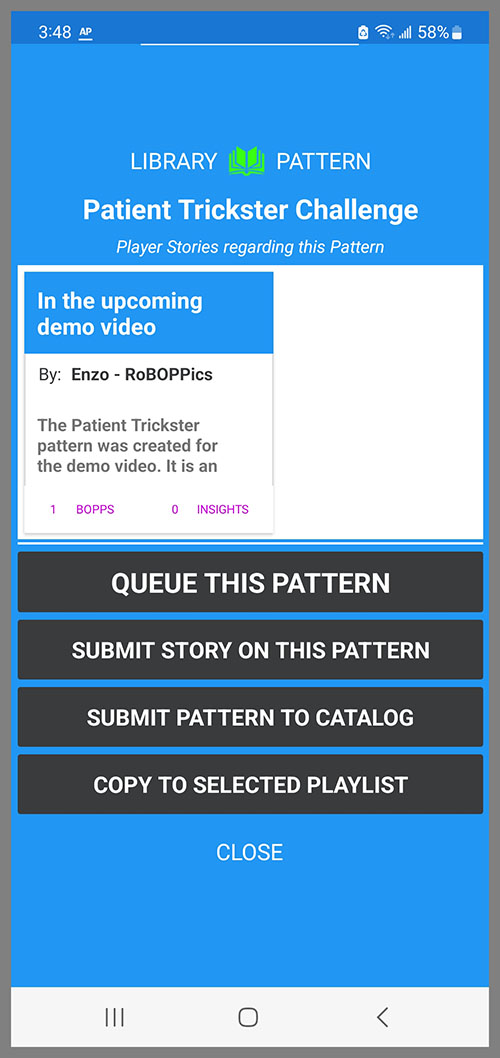 3:48 AP 58%
LIBRARY PATTERN
Patient Trickster Challenge
Player Stories regarding this Pattern
In the upcoming
demo video
By: Enzo - RoBOPPics
The Patient Trickster
pattern was created for
the demo video. It is an
1 BOPPS 0 INSIGHTS
QUEUE THIS PATTERN
SUBMIT STORY ON THIS PATTERN
SUBMIT PATTERN TO CATALOG
COPY TO SELECTED PLAYLIST
CLOSE